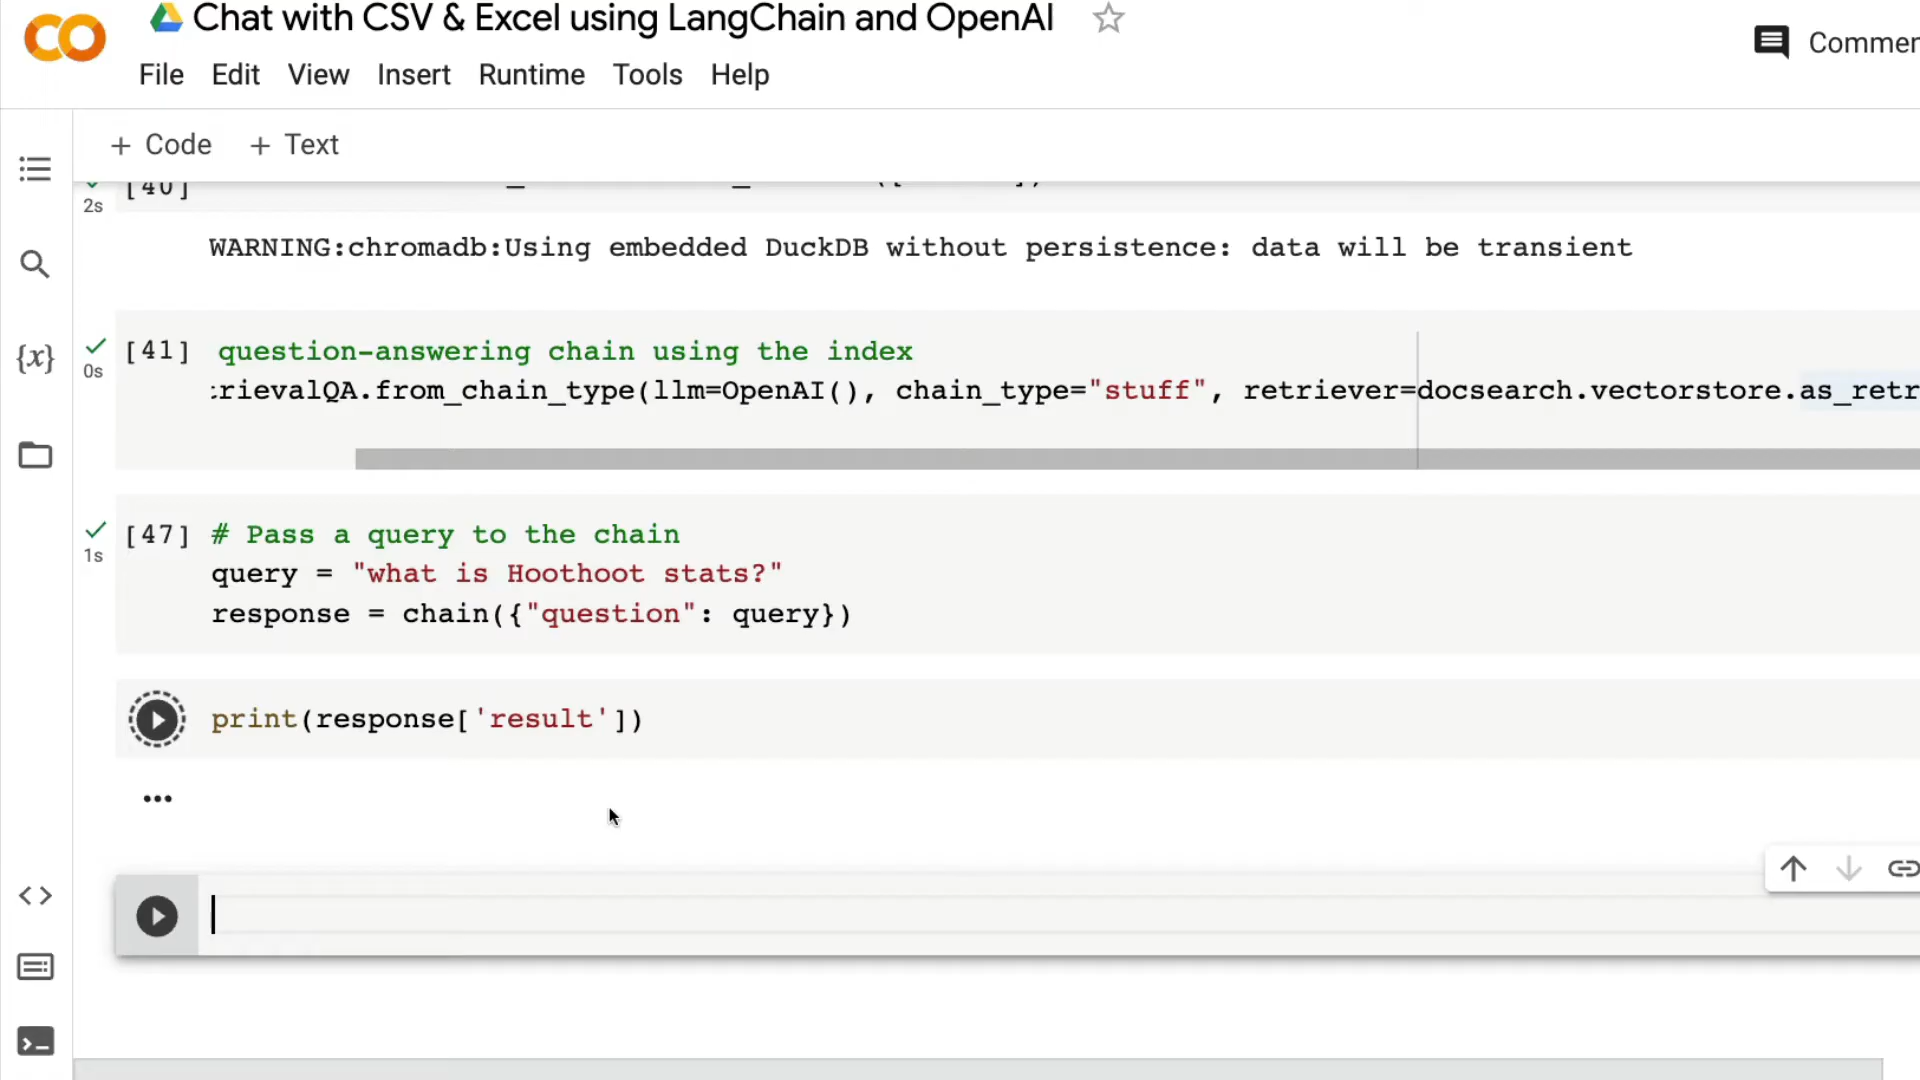 Chat with CSV & Excel using LangChain and OpenAI
Commen
File Edit View Insert Runtime Tools Help
+ Code + Text
[40]
2s
WARNING:chromadb:Using embedded DuckDB without persistence: data will be transient
[41] question-answering chain using the index
0s
rievalQA.from_chain_type(llm=OpenAI(), chain_type="stuff", retriever=docsearch.vectorstore.as_retr
{x}
[47] # Pass a query to the chain
1s
query = "what is Hoothoot stats?"
response = chain({"question": query})
print(response['result'])
...